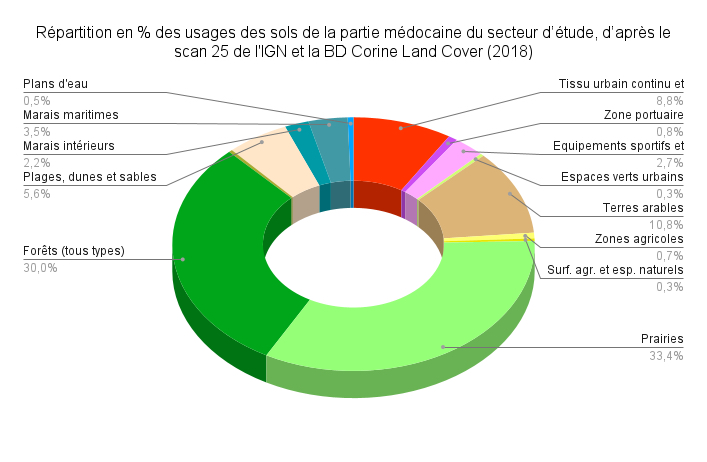 Répartition en % des usages des sols de la partie médocaine du secteur d’étude, d’après le
scan 25 de l'IGN et la BD Corine Land Cover (2018)
Plans d'eau
0,5%
Marais maritimes
3,5%
Marais intérieurs
2,2%
Plages, dunes et sables
5,6%
Forêts (tous types)
30,0%
Tissu urbain continu et
8,8%
Zone portuaire
0,8%
Equipements sportifs et
2,7%
Espaces verts urbains
0,3%
Terres arables
10,8%
Zones agricoles
0,7%
Surf. agr. et esp. naturels
0,3%
Prairies
33,4%